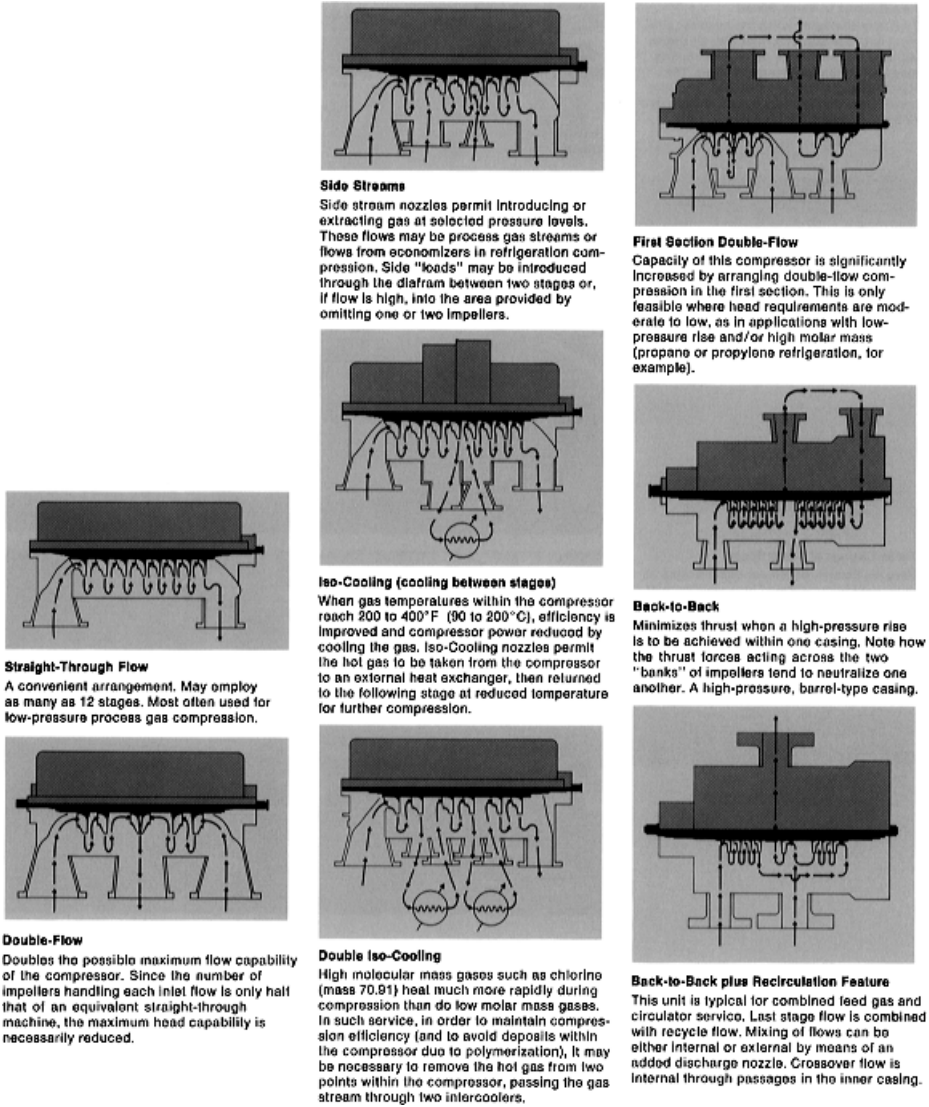 Straight-Through Flow
A convenient arrangement. May employ
as many as 12 stages. Most often used for
low-pressure process gas compression.
Double-Flow
Doubles the possible maximum flow capability
of the compressor. Since the number of
impellers handling each inlet flow is only half
that of an equivalent straight-through
machine, the maximum head capability is
necessarily reduced.
Side Streams
Side stream nozzles permit introducing or
extracting gas at selected pressure levels.
These flows may be process gas streams or
flows from economizers in refrigeration com-
pression. Side "loads" may be introduced
through the diafram between two stages or,
if flow is high, into the area provided by
omitting one or two impellers.
Iso-Cooling (cooling between stages)
When gas temperatures within the compressor
reach 200 to 400°F (90 to 200°C), efficiency is
improved and compressor power reduced by
cooling the gas. Iso-Cooling nozzles permit
the hot gas to be taken from the compressor
to an external heat exchanger, then returned
to the following stage at reduced temperature
for further compression.
Double Iso-Cooling
High molecular mass gases such as chlorine
(mass 70.91) heat much more rapidly during
compression than do low molar mass gases.
In such service, in order to maintain compres-
sion efficiency (and to avoid deposits within
the compressor due to polymerization), it may
be necessary to remove the hot gas from two
points within the compressor, passing the gas
stream through two intercoolers.
First Section Double-Flow
Capacity of this compressor is significantly
increased by arranging double-flow com-
pression in the first section. This is only
feasible where head requirements are mod-
erate to low, as in applications with low-
pressure rise and/or high molar mass
(propane or propylene refrigeration, for
example).
Back-to-Back
Minimizes thrust when a high-pressure rise
is to be achieved within one casing. Note how
the thrust forces acting across the two
"banks" of impellers tend to neutralize one
another. A high-pressure, barrel-type casing.
Back-to-Back plus Recirculation Feature
This unit is typical for combined feed gas and
circulator service. Last stage flow is combined
with recycle flow. Mixing of flows can be
either internal or external by means of an
added discharge nozzle. Crossover flow is
internal through passages in the inner casing.